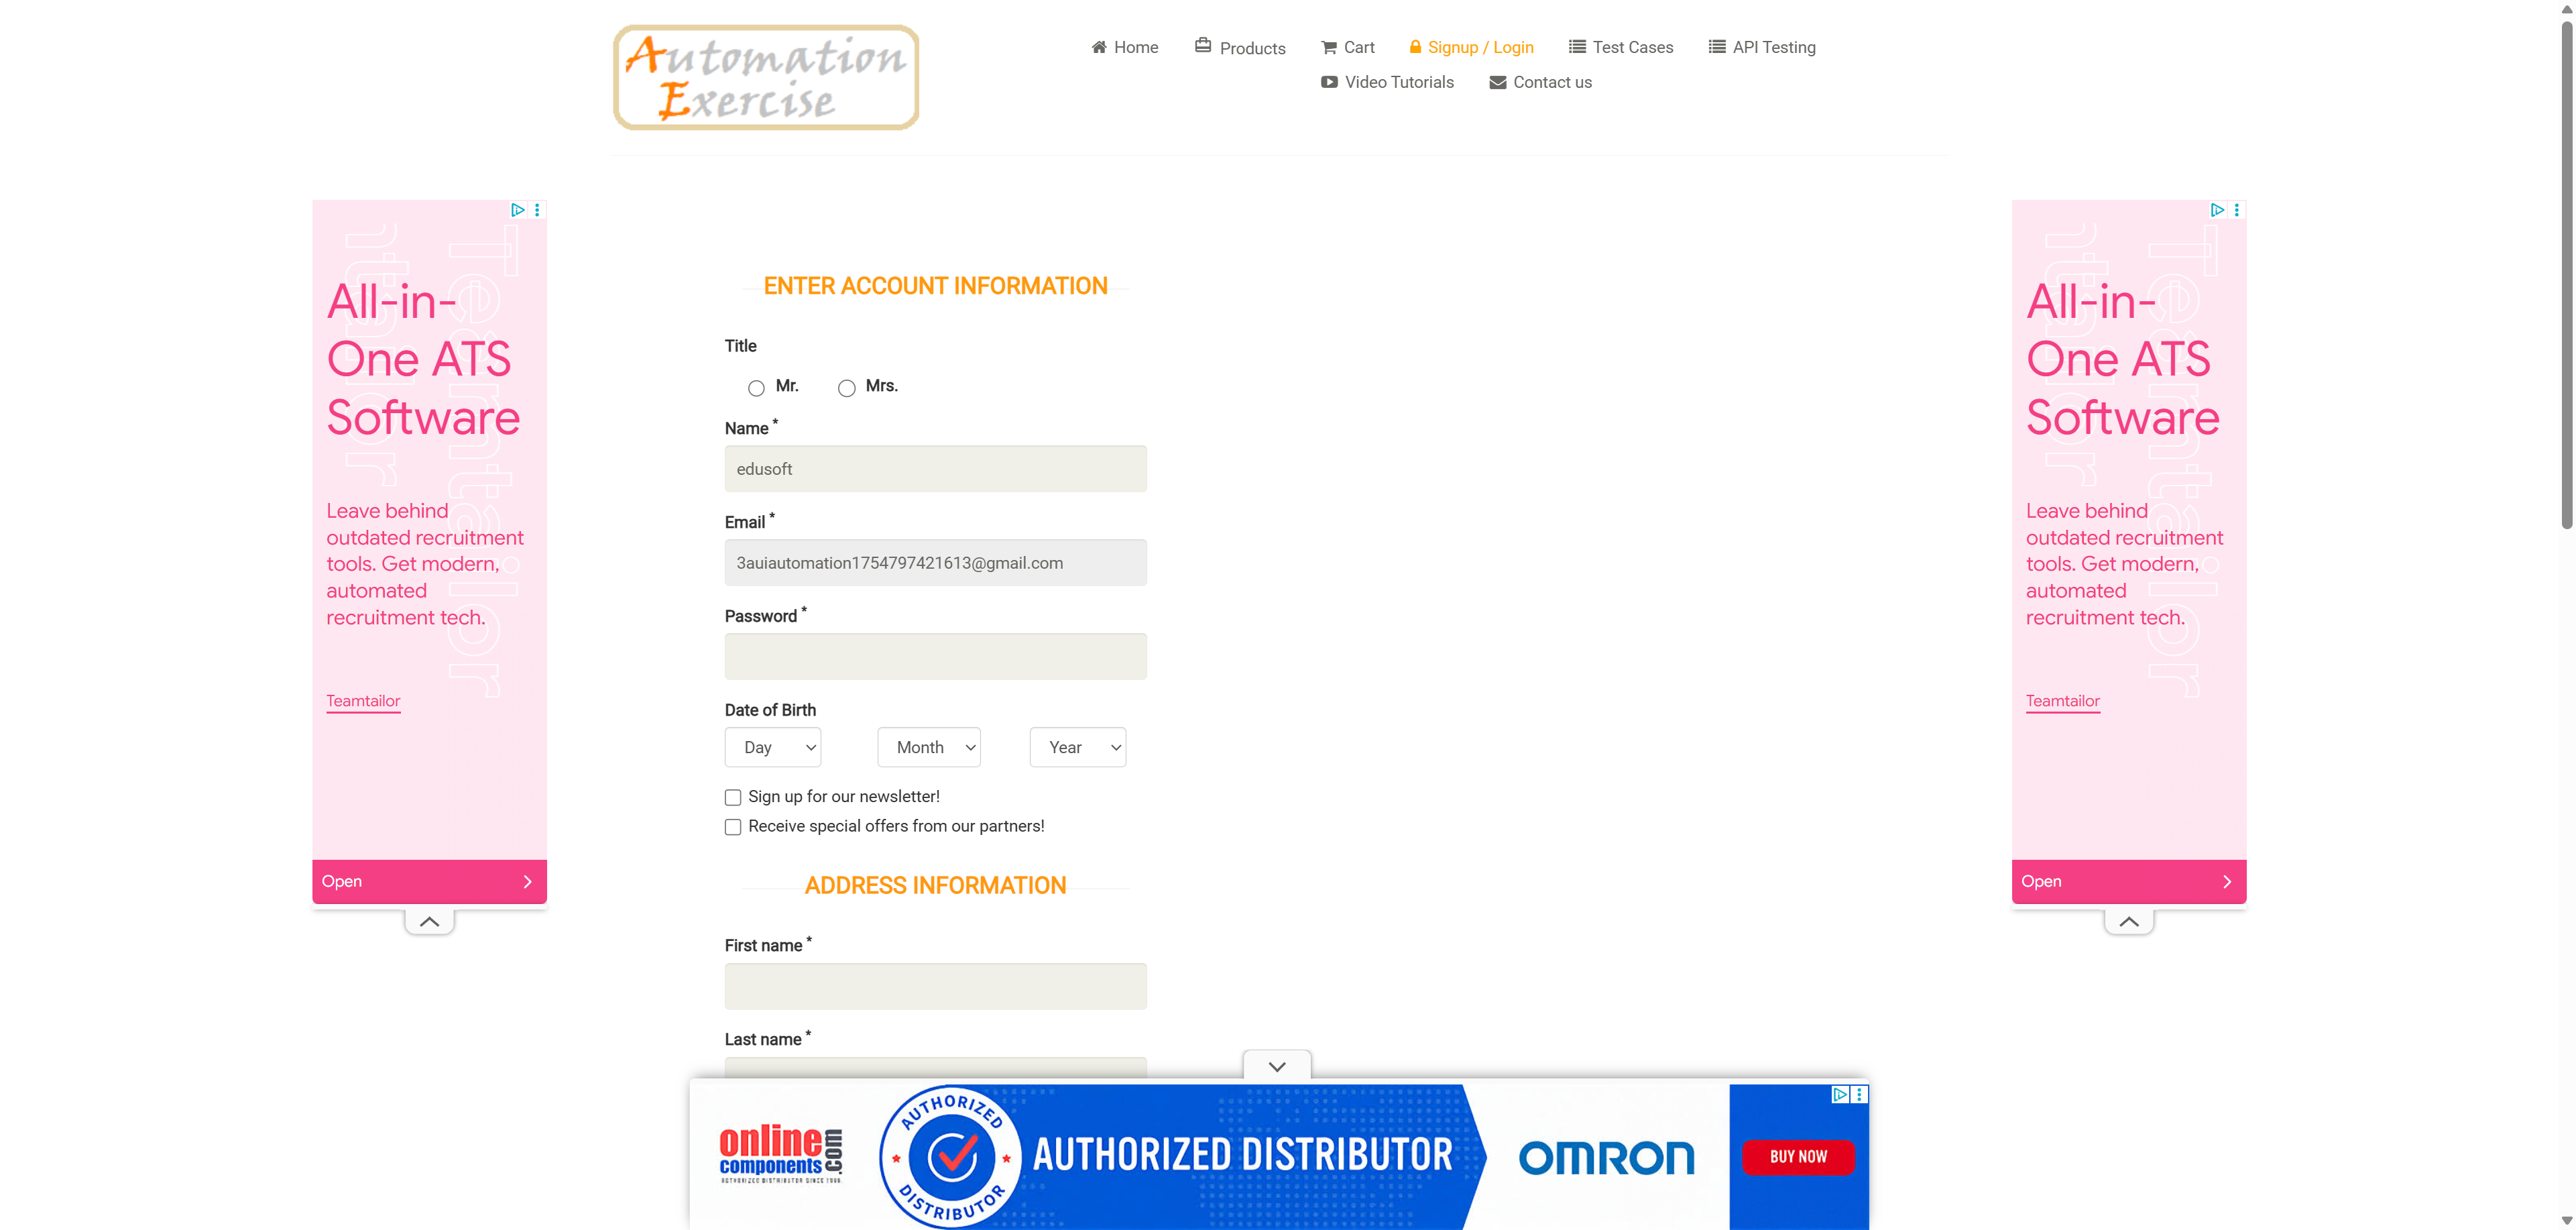 Automation
Exercise
Home
Products
Cart
Signup / Login
Test Cases
API Testing
Video Tutorials
Contact us
Teamtailor
All-in-
One ATS
Software
Leave behind
outdated recruitment
tools. Get modern,
automated
recruitment tech.
Teamtailor
Open
ENTER ACCOUNT INFORMATION
Title
Mr.
Mrs.
Name *
edusoft
Email *
3auiautomation1754797421613@gmail.com
Password *
Date of Birth
Day
Month
Year
Sign up for our newsletter!
Receive special offers from our partners!
ADDRESS INFORMATION
First name *
Last name *
Teamtailor
All-in-
One ATS
Software
Leave behind
outdated recruitment
tools. Get modern,
automated
recruitment tech.
Teamtailor
Open
online
components.com
AUTHORIZED DISTRIBUTOR SINCE
AUTHORIZED
DISTRIBUTOR
AUTHORIZED DISTRIBUTOR
OMRON
BUY NOW